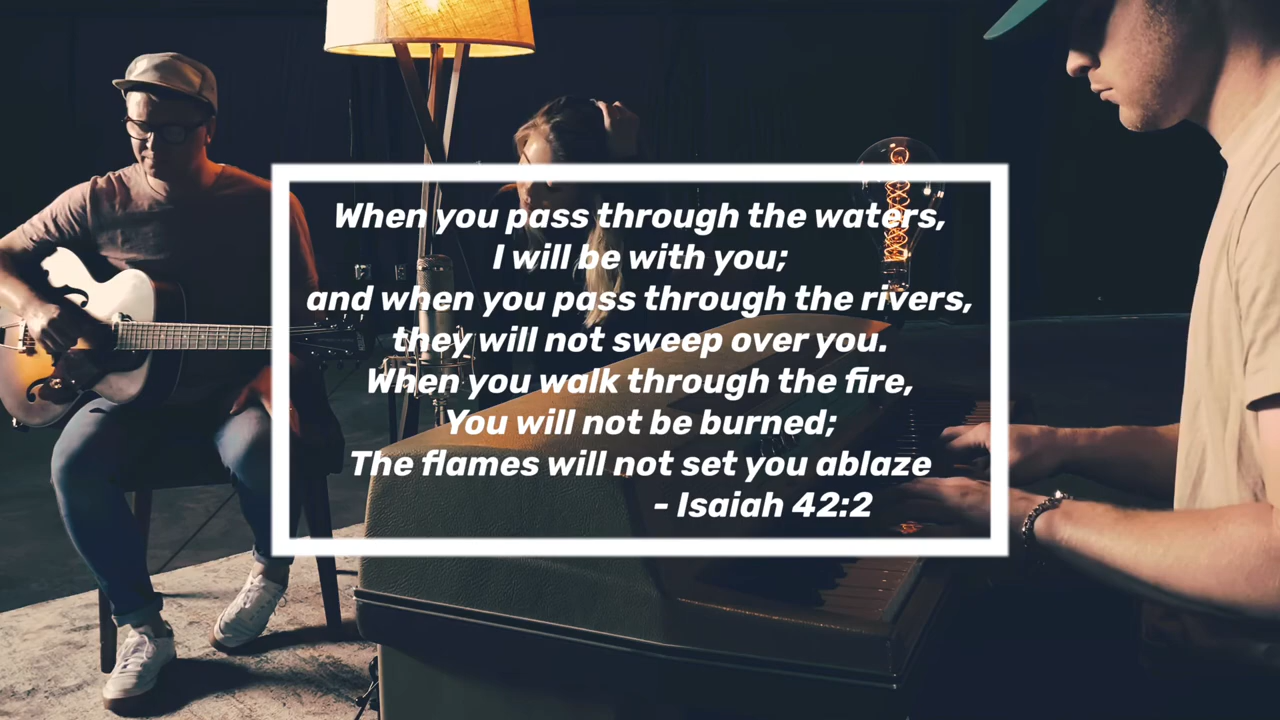 When you pass through the waters,
I will be with you;
and when you pass through the rivers,
they will not sweep over you.
When you walk through the fire,
You will not be burned;
The flames will not set you ablaze
- Isaiah 42:2